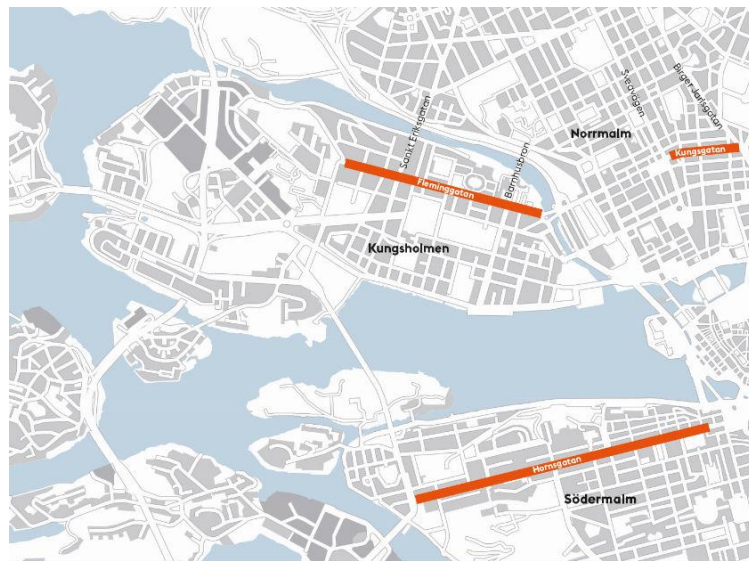 Birger Jarlsgatan
Sveavägen
Norrmalm
Kungsgatan
Sankt Eriksgatan
Barnhusbron
Fleminggatan
Kungsholmen
Hornsgatan
Södermalm